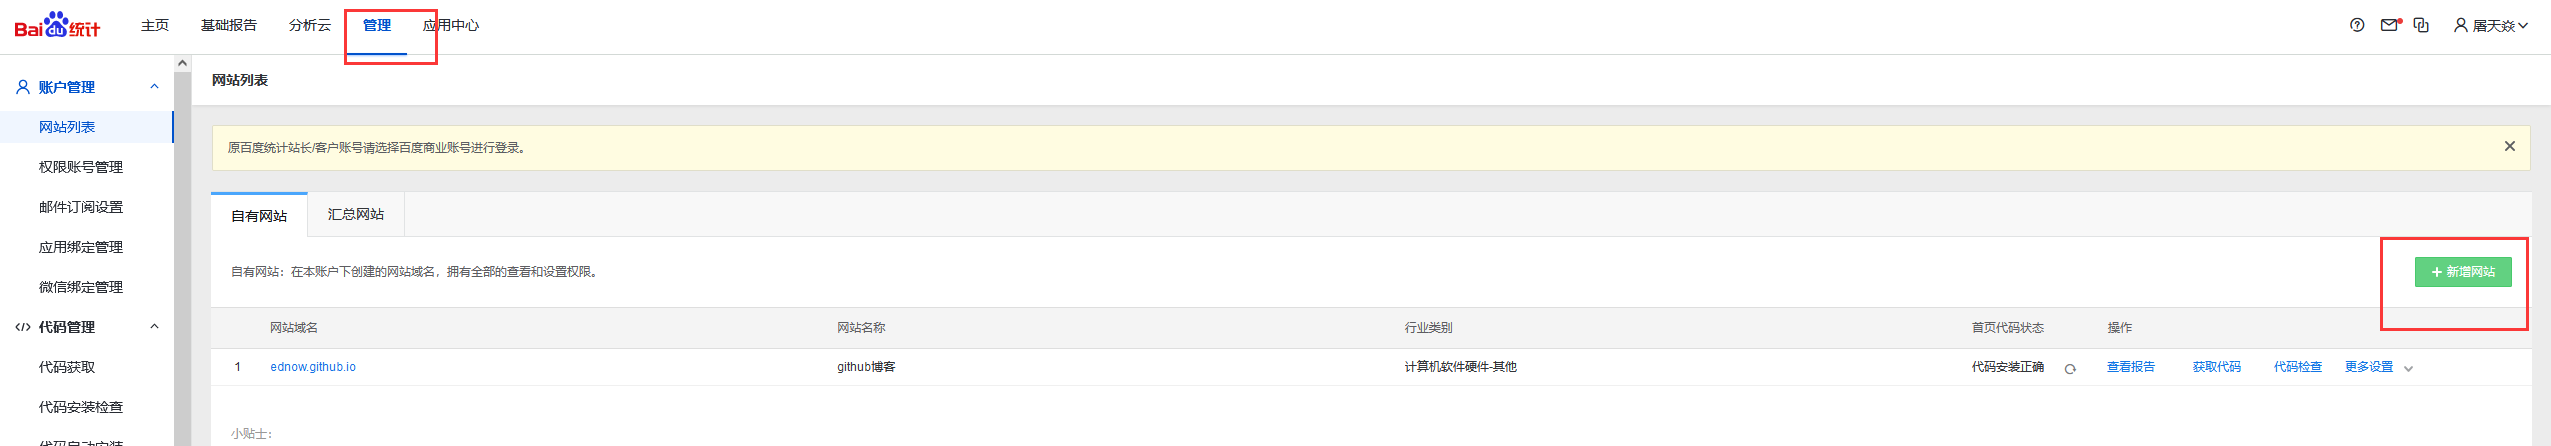 Bai du 统计
主页 基础报告 分析云 管理 应用中心
屠天焱
账户管理
网站列表
权限账号管理
邮件订阅设置
应用绑定管理
微信绑定管理
代码管理
代码获取
代码安装检查
代码自动安装
网站列表
原百度统计站长/客户账号请选择百度商业账号进行登录。
自有网站 汇总网站
自有网站：在本账户下创建的网站域名，拥有全部的查看和设置权限。
新增网站
网站域名 网站名称 行业类别 首页代码状态 操作
1 ednow.github.io github博客 计算机软件硬件-其他 代码安装正确 查看报告 获取代码 代码检查 更多设置
小贴士：